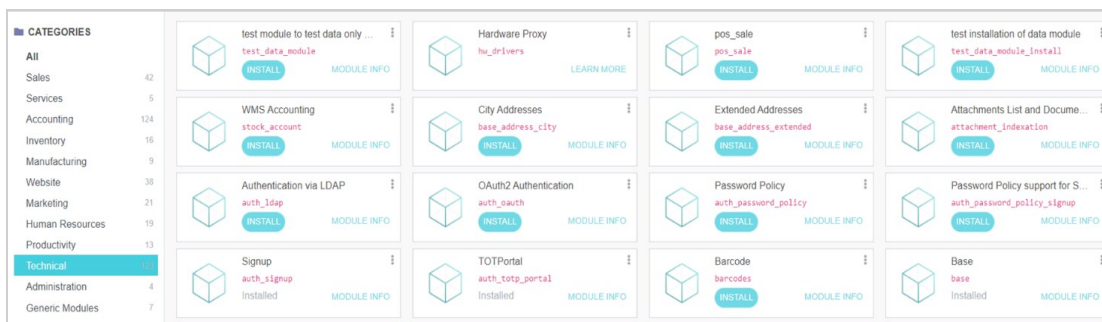 CATEGORIES
All
Sales 42
Services 5
Accounting 124
Inventory 16
Manufacturing 9
Website 38
Marketing 21
Human Resources 19
Productivity 13
Technical
Administration 4
Generic Modules 7
test module to test data only ...
test_data_module
INSTALL MODULE INFO
Hardware Proxy
hw_drivers
LEARN MORE
pos_sale
pos_sale
INSTALL MODULE INFO
test installation of data module
test_data_module_install
INSTALL MODULE INFO
WMS Accounting
stock_account
INSTALL MODULE INFO
City Addresses
base_address_city
INSTALL MODULE INFO
Extended Addresses
base_address_extended
INSTALL MODULE INFO
Attachments List and Docume...
attachment_indexation
INSTALL MODULE INFO
Authentication via LDAP
auth_ldap
INSTALL MODULE INFO
OAuth2 Authentication
auth_oauth
INSTALL MODULE INFO
Password Policy
auth_password_policy
INSTALL MODULE INFO
Password Policy support for S...
auth_password_policy_signup
INSTALL MODULE INFO
Signup
auth_signup
Installed MODULE INFO
TOTPortal
auth_totp_portal
Installed MODULE INFO
Barcode
barcodes
INSTALL MODULE INFO
Base
base
Installed MODULE INFO